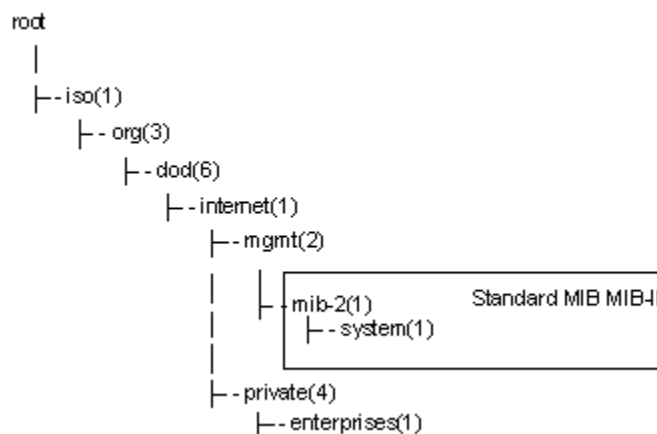 root
iso(1)
org(3)
dod(6)
internet(1)
mgmt(2)
mib-2(1) Standard MIB MIB-II
system(1)
private(4)
enterprises(1)